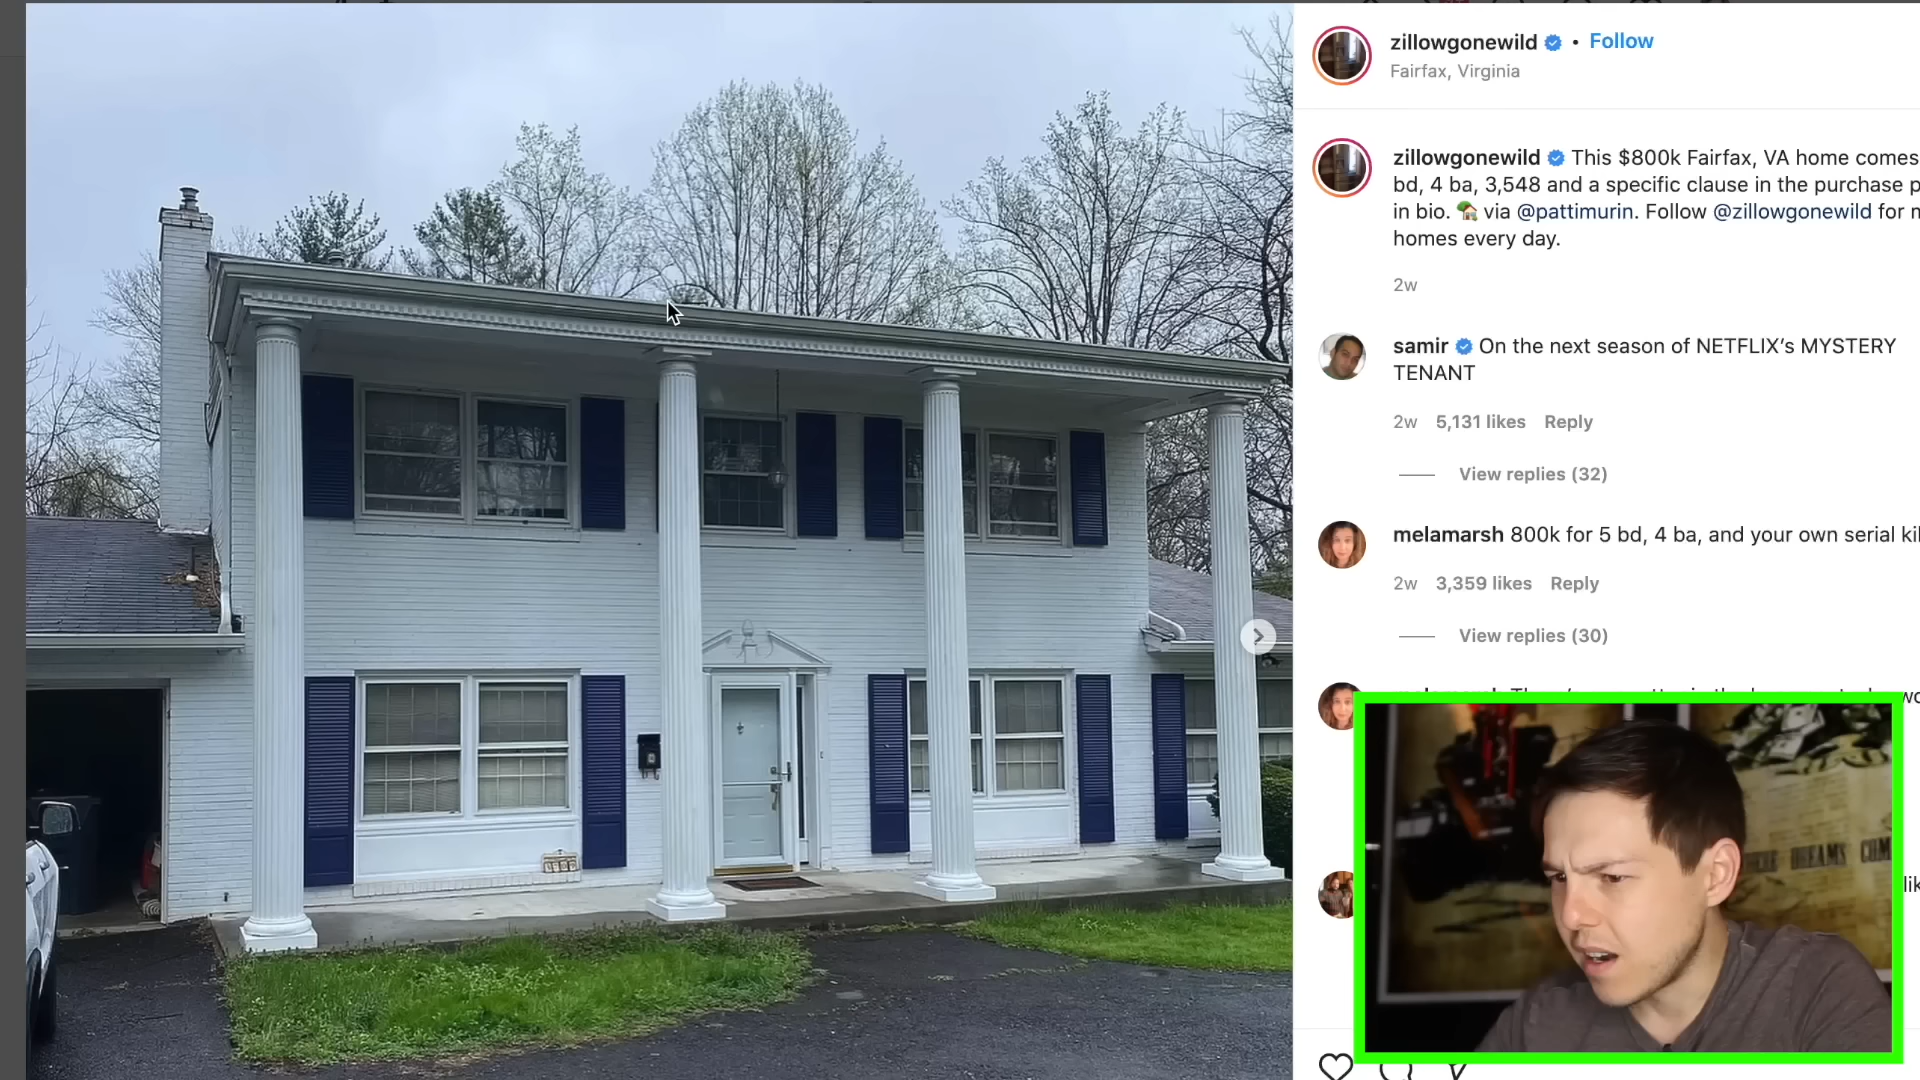 zillowgonewild • Follow
Fairfax, Virginia
zillowgonewild This $800k Fairfax, VA home comes
bd, 4 ba, 3,548 and a specific clause in the purchase p
in bio. 🏡 via @pattimurin. Follow @zillowgonewild for
homes every day.
2w
samir On the next season of NETFLIX's MYSTERY
TENANT
2w 5,131 likes Reply
View replies (32)
melamarsh 800k for 5 bd, 4 ba, and your own serial kil
2w 3,359 likes Reply
View replies (30)
DREAMS COM